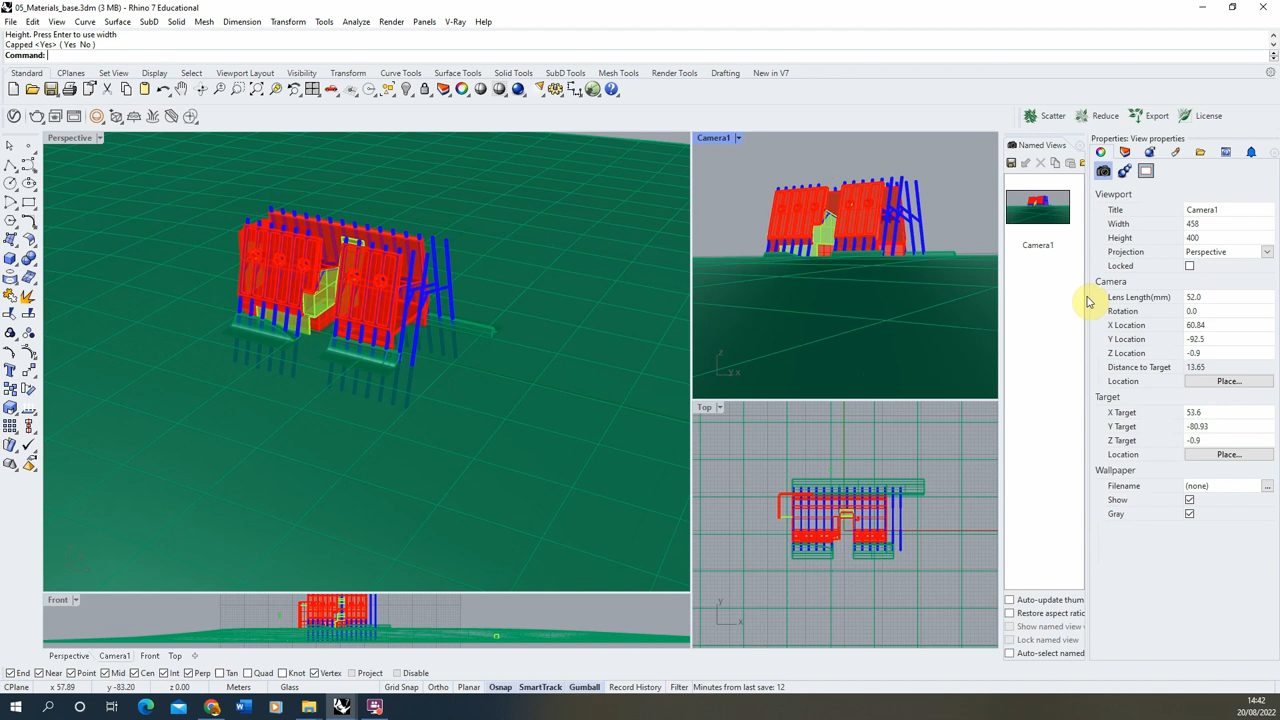 05_Materials_base.3dm (3 MB) - Rhino 7 Educational
File Edit View Curve Surface SubD Solid Mesh Dimension Transform Tools Analyze Render Panels V-Ray Help
Height. Press Enter to use width
Capped <Yes> ( Yes No )
Command:
Standard CPlanes Set View Display Select Viewport Layout Visibility Transform Curve Tools Surface Tools Solid Tools SubD Tools Mesh Tools Render Tools Drafting New in V7
Scatter Reduce Export License
Perspective
Camera1
Named Views
Properties: View properties
Camera1
Viewport
Title Camera1
Width 458
Height 400
Projection Perspective
Locked
Camera
Lens Length(mm) 52.0
Rotation 0.0
X Location 60.84
Y Location -92.5
Z Location -0.9
Distance to Target 13.65
Location Place...
Target
X Target 53.6
Y Target -80.93
Z Target -0.9
Location Place...
Wallpaper
Filename (none) ...
Show
Gray
z
y x
Top
y
x
Front
Auto-update thum
Restore aspect ratio
Show named view
Lock named view
Auto-select named
Perspective Camera1 Front Top
End Near Point Mid Cen Int Perp Tan Quad Knot Vertex Project Disable
CPlane x 57.89 y -83.20 z 0.00 Meters Glass Grid Snap Ortho Planar Osnap SmartTrack Gumball Record History Filter Minutes from last save: 12
14:42
20/08/2022